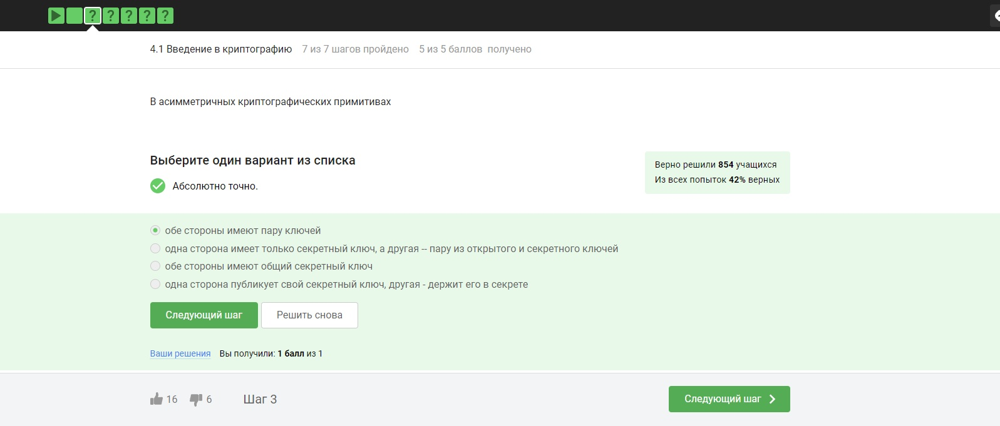 ? ? ? ? ?
4.1 Введение в криптографию 7 из 7 шагов пройдено 5 из 5 баллов получено
В асимметричных криптографических примитивах
Выберите один вариант из списка
Абсолютно точно.
Верно решили 854 учащихся
Из всех попыток 42% верных
обе стороны имеют пару ключей
одна сторона имеет только секретный ключ, а другая -- пару из открытого и секретного ключей
обе стороны имеют общий секретный ключ
одна сторона публикует свой секретный ключ, другая - держит его в секрете
Следующий шаг Решить снова
Ваши решения Вы получили: 1 балл из 1
16 6 Шаг 3 Следующий шаг